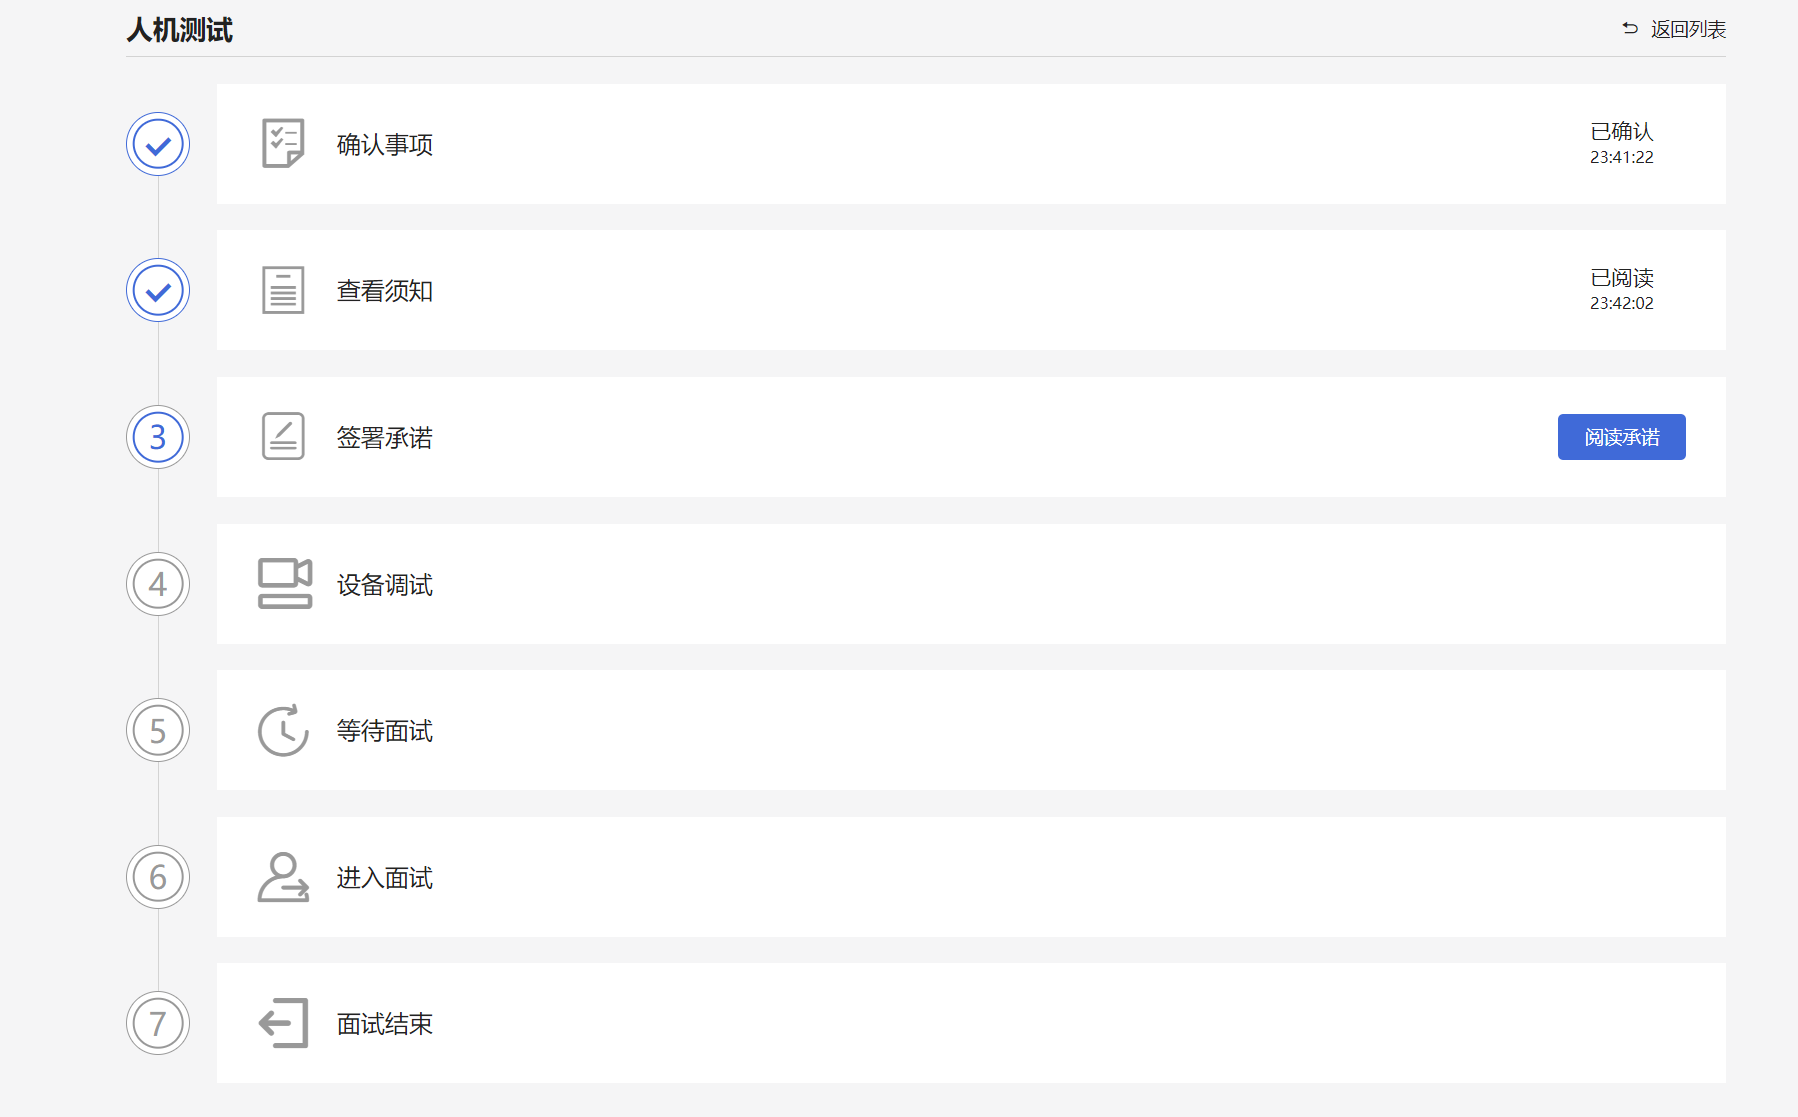 人机测试
返回列表
确认事项
已确认
23:41:22
查看须知
已阅读
23:42:02
3
签署承诺
阅读承诺
4
设备调试
5
等待面试
6
进入面试
7
面试结束